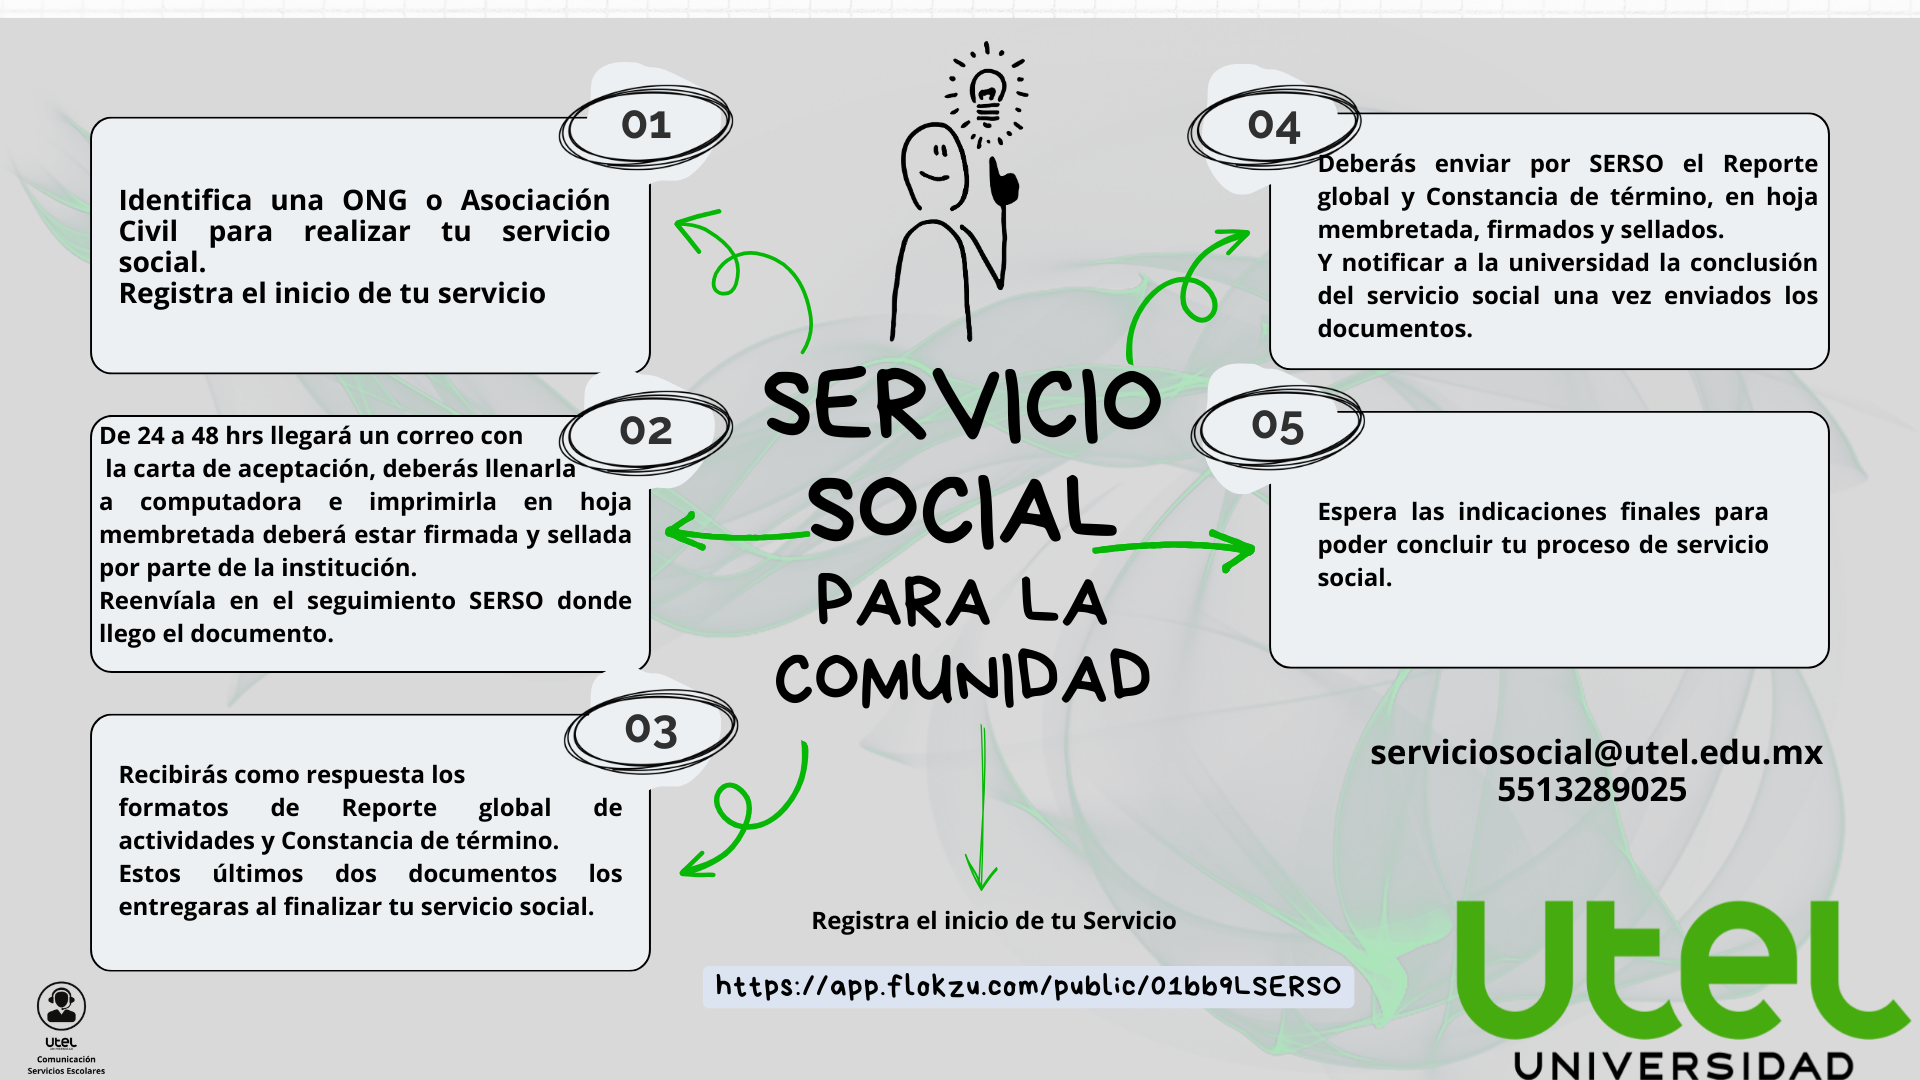 01
Identifica una ONG o Asociación
Civil para realizar tu servicio
social.
Registra el inicio de tu servicio
02
De 24 a 48 hrs llegará un correo con
la carta de aceptación, deberás llenarla
a computadora e imprimirla en hoja
membretada deberá estar firmada y sellada
por parte de la institución.
Reenvíala en el seguimiento SERSO donde
llego el documento.
03
Recibirás como respuesta los
formatos de Reporte global de
actividades y Constancia de término.
Estos últimos dos documentos los
entregaras al finalizar tu servicio social.
SERVICIO
SOCIAL
PARA LA
COMUNIDAD
Registra el inicio de tu Servicio
https://app.flokzu.com/public/01bb9LSERSO
04
Deberás enviar por SERSO el Reporte
global y Constancia de término, en hoja
membretada, firmados y sellados.
Y notificar a la universidad la conclusión
del servicio social una vez enviados los
documentos.
05
Espera las indicaciones finales para
poder concluir tu proceso de servicio
social.
serviciosocial@utel.edu.mx
5513289025
utel
UNIVERSIDAD
utel
Comunicación
Servicios Escolares